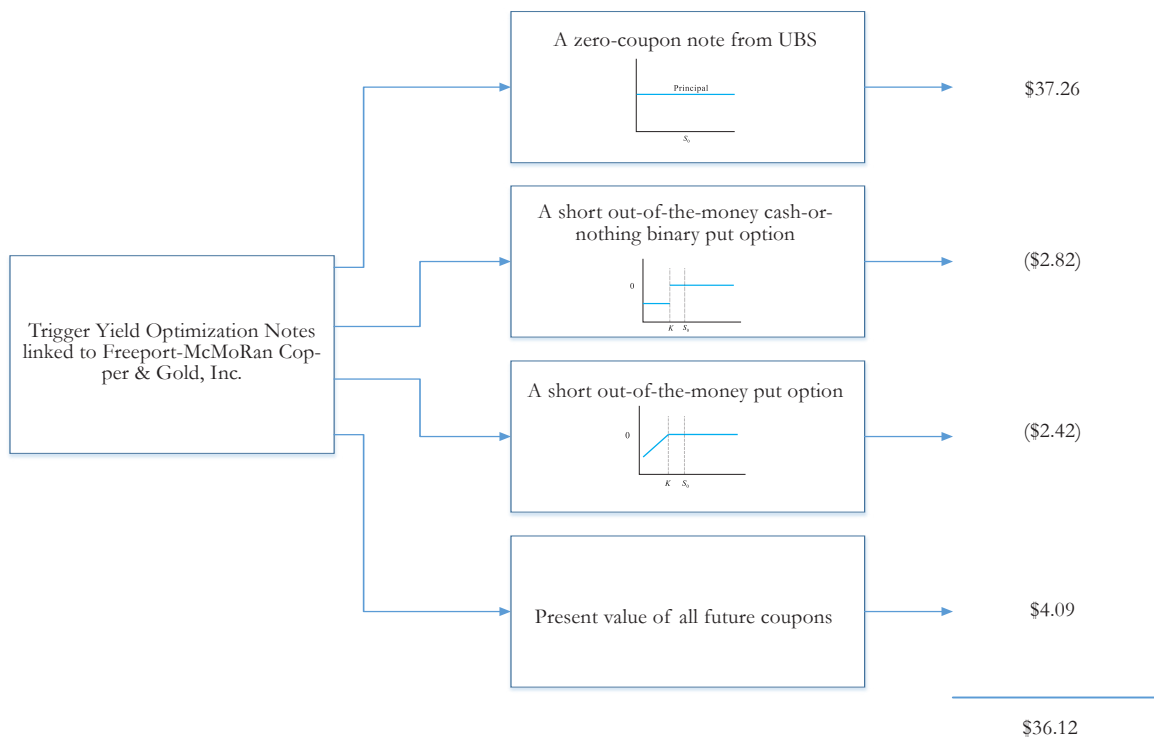 A zero-coupon note from UBS
Principal
S₀
$37.26
A short out-of-the-money cash-or-
nothing binary put option
0
K
S₀
($2.82)
Trigger Yield Optimization Notes
linked to Freeport-McMoRan Cop-
per & Gold, Inc.
A short out-of-the-money put option
0
K
S₀
($2.42)
Present value of all future coupons
$4.09
$36.12